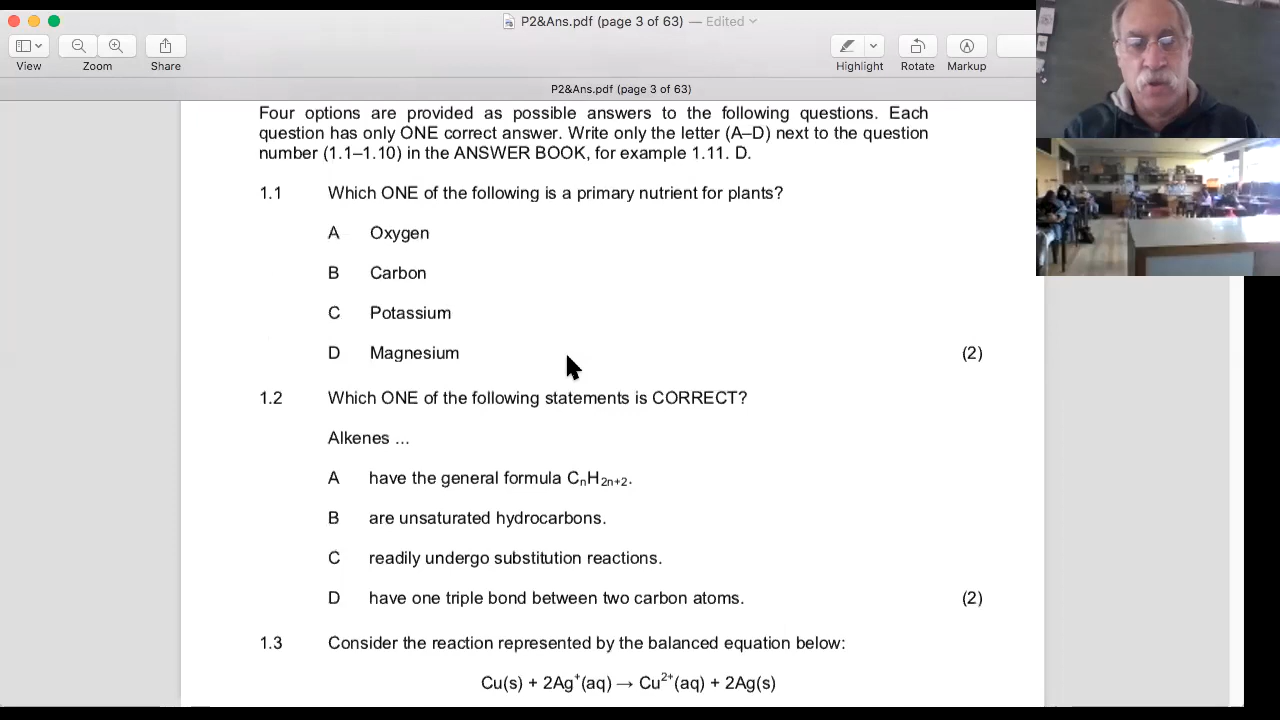 P2&Ans.pdf (page 3 of 63) — Edited
View
Zoom
Share
Highlight
Rotate
Markup
P2&Ans.pdf (page 3 of 63)
Four options are provided as possible answers to the following questions. Each
question has only ONE correct answer. Write only the letter (A–D) next to the question
number (1.1–1.10) in the ANSWER BOOK, for example 1.11. D.
1.1 Which ONE of the following is a primary nutrient for plants?
A Oxygen
B Carbon
C Potassium
D Magnesium (2)
1.2 Which ONE of the following statements is CORRECT?
Alkenes ...
A have the general formula CₙH₂ₙ₊₂.
B are unsaturated hydrocarbons.
C readily undergo substitution reactions.
D have one triple bond between two carbon atoms. (2)
1.3 Consider the reaction represented by the balanced equation below:
Cu(s) + 2Ag⁺(aq) → Cu²⁺(aq) + 2Ag(s)